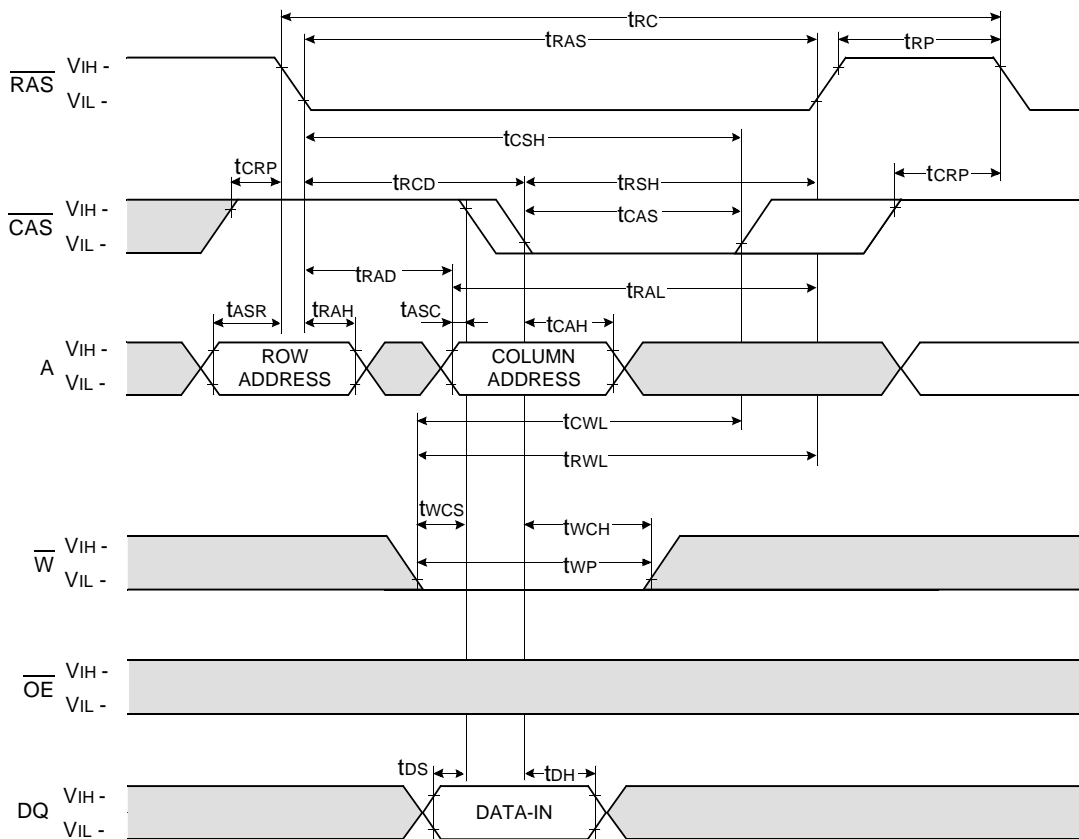 tRC
tRAS
tRP
RAS
VIH -
VIL -
tCSH
tCRP
tRCD
tRSH
tCRP
CAS
VIH -
VIL -
tCAS
tRAD
tRAL
tASR
tRAH
tASC
tCAH
A
VIH -
VIL -
ROW
ADDRESS
COLUMN
ADDRESS
tCWL
tRWL
tWCS
tWCH
W
VIH -
VIL -
tWP
OE
VIH -
VIL -
tDS
tDH
DQ
VIH -
VIL -
DATA-IN